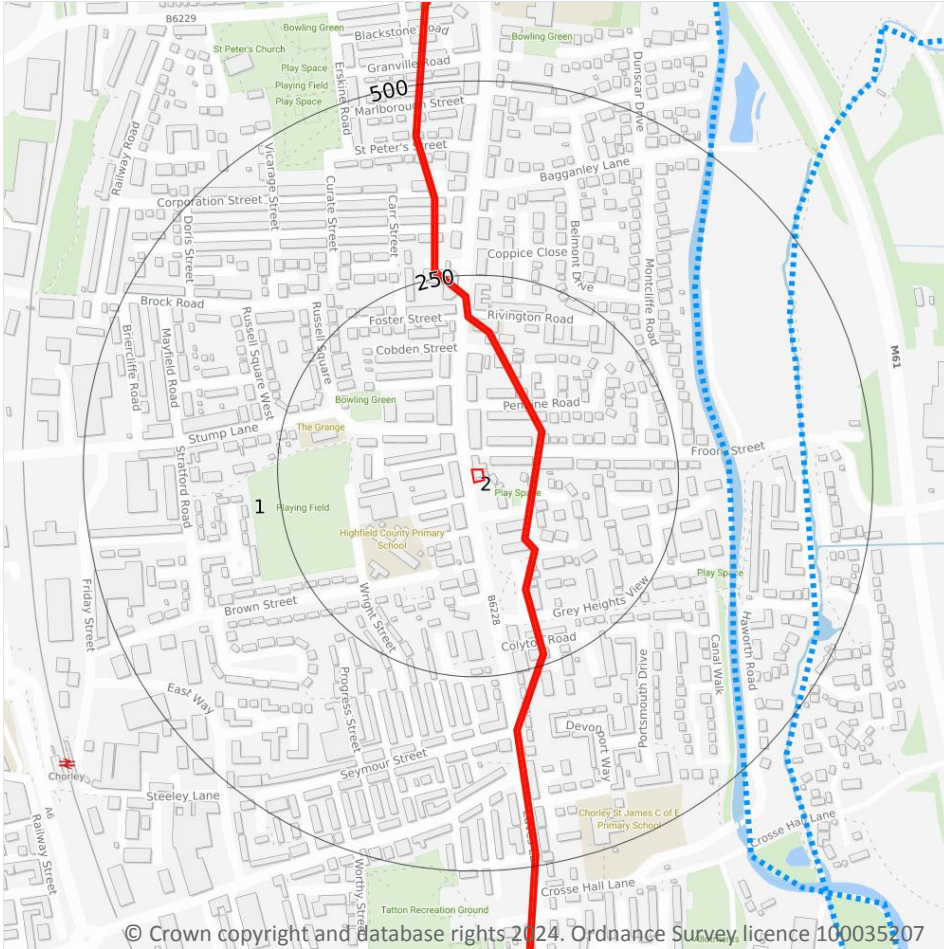 B6229
Bowling Green
Blackstone Road
St Peter's Church
Bowling Green
Play Space
Granville Road
Playing Field
Play Space
500
Marlborough Street
Erskine Road
Dunscar Drive
Railway Road
Vicarage Street
St Peter's Street
Bagganley Lane
Corporation Street
Curate Street
Carr Street
Doris Street
Belmont Drive
Coppice Close
Montcliffe Road
250
Brock Road
Foster Street
Rivington Road
Russell Square
Russell Square West
Cobden Street
Briercliffe Road
Mayfield Road
M61
Bowling Green
Pennine Road
Stump Lane
The Grange
Froom Street
Stratford Road
2
Play Space
1
Playing Field
Highfield County Primary
School
Friday Street
Brown Street
Wright Street
B6228
Play Space
Grey Heights View
Colyton Road
Haworth Road
Canal Walk
Portsmouth Drive
East Way
Progress Street
Devonport Way
Seymour Street
Chorley
Steeley Lane
A6
Railway Street
Chorley St James C of E
Primary School
Crosse Hall Lane
Worthy Street
Crosse Hall Lane
Tatton Recreation Ground
© Crown copyright and database rights 2024. Ordnance Survey licence 100035207